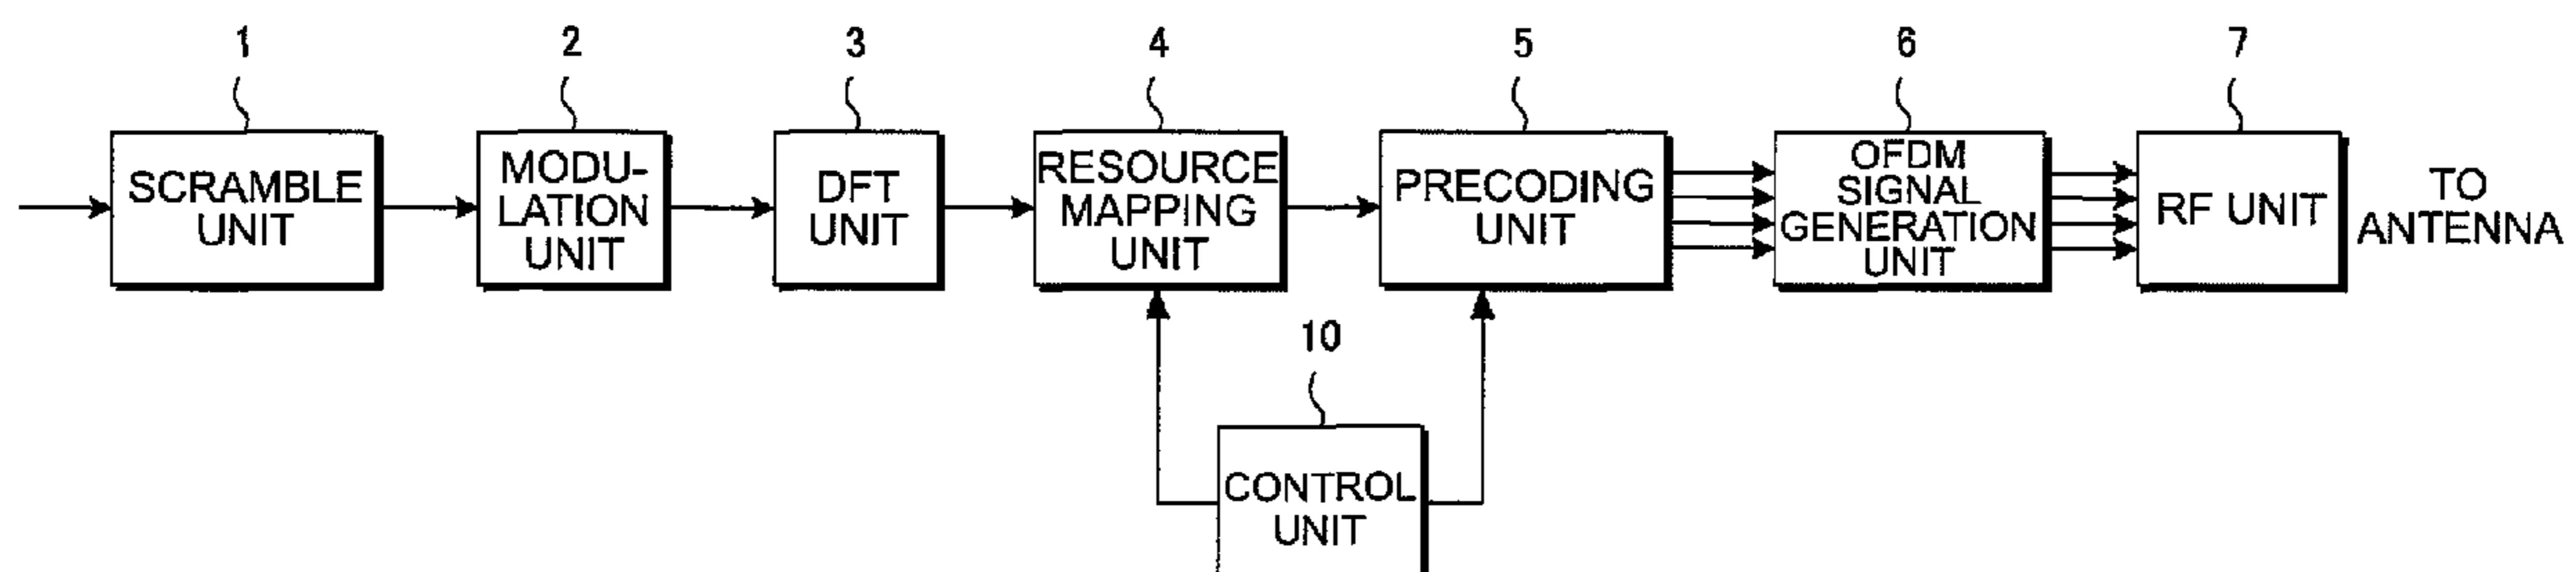 1
2
3
4
5
6
7
SCRAMBLE
UNIT
MODU-
LATION
UNIT
DFT
UNIT
RESOURCE
MAPPING
UNIT
PRECODING
UNIT
OFDM
SIGNAL
GENERATION
UNIT
RF UNIT
TO
ANTENNA
10
CONTROL
UNIT